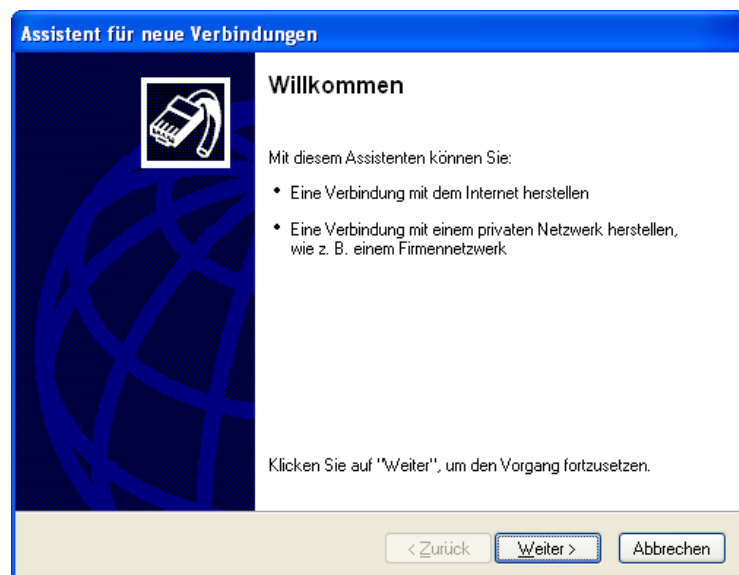 Assistent für neue Verbindungen
Willkommen
Mit diesem Assistenten können Sie:
• Eine Verbindung mit dem Internet herstellen
• Eine Verbindung mit einem privaten Netzwerk herstellen,
wie z. B. einem Firmennetzwerk
Klicken Sie auf "Weiter", um den Vorgang fortzusetzen.
< Zurück Weiter > Abbrechen